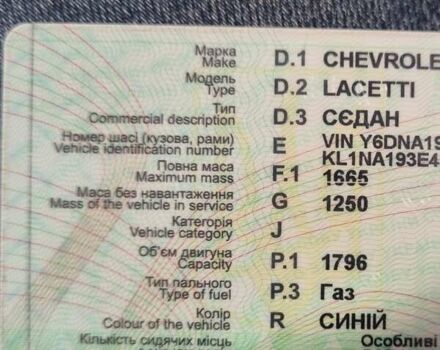 Марка
Make D.1 CHEVROLE
Модель
Type D.2 LACETTI
Тип
Commercial description D.3 СЄДАН
Номер шасі (кузова, рами) VIN Y6DNA19
Vehicle identification number E KL1NA193E4
Повна маса
Maximum mass F.1 1665
Маса без навантаження
Mass of the vehicle in service G 1250
Категорія
Vehicle category J
Об'єм двигуна
Capacity P.1 1796
Тип пального
Type of fuel P.3 Газ
Колір
Colour of the vehicle R СИНІЙ
Кількість сидячих місць Особливі